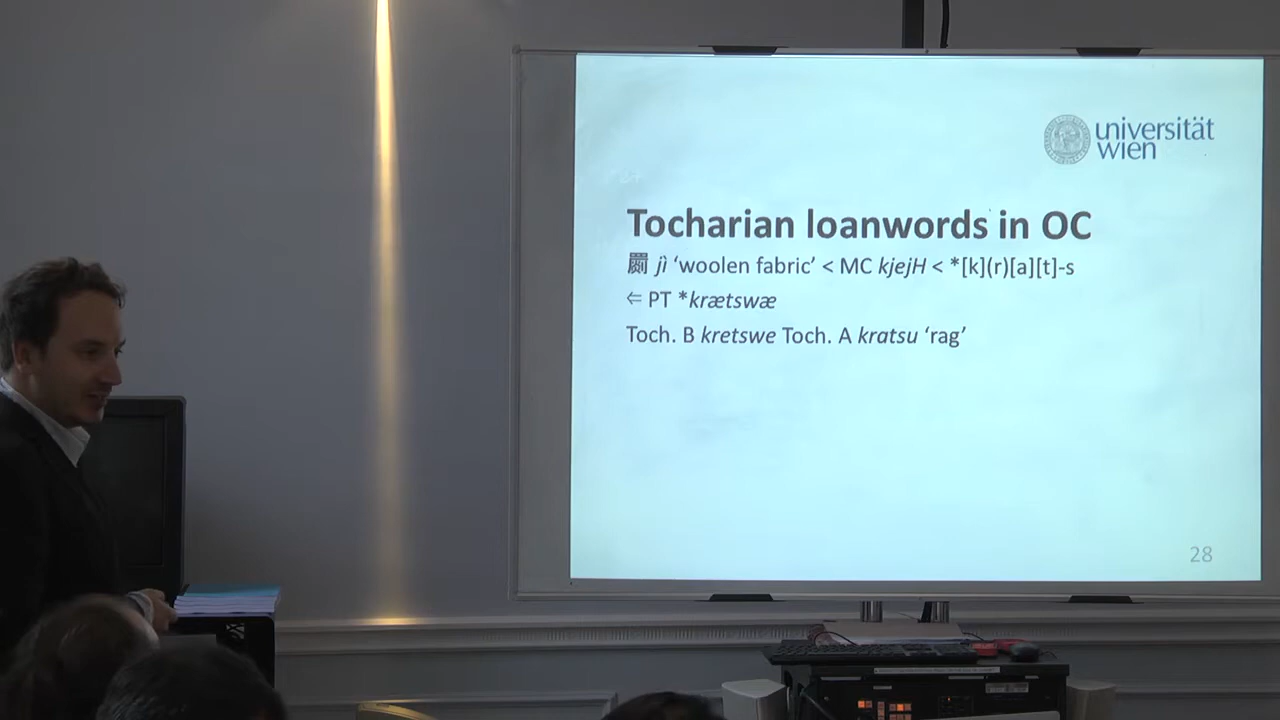 universität
wien
Tocharian loanwords in OC
罽 jì ‘woolen fabric’ < MC kjejH < *[k](r)[a][t]-s
⇐ PT *krætswæ
Toch. B kretswe Toch. A kratsu ‘rag’
28